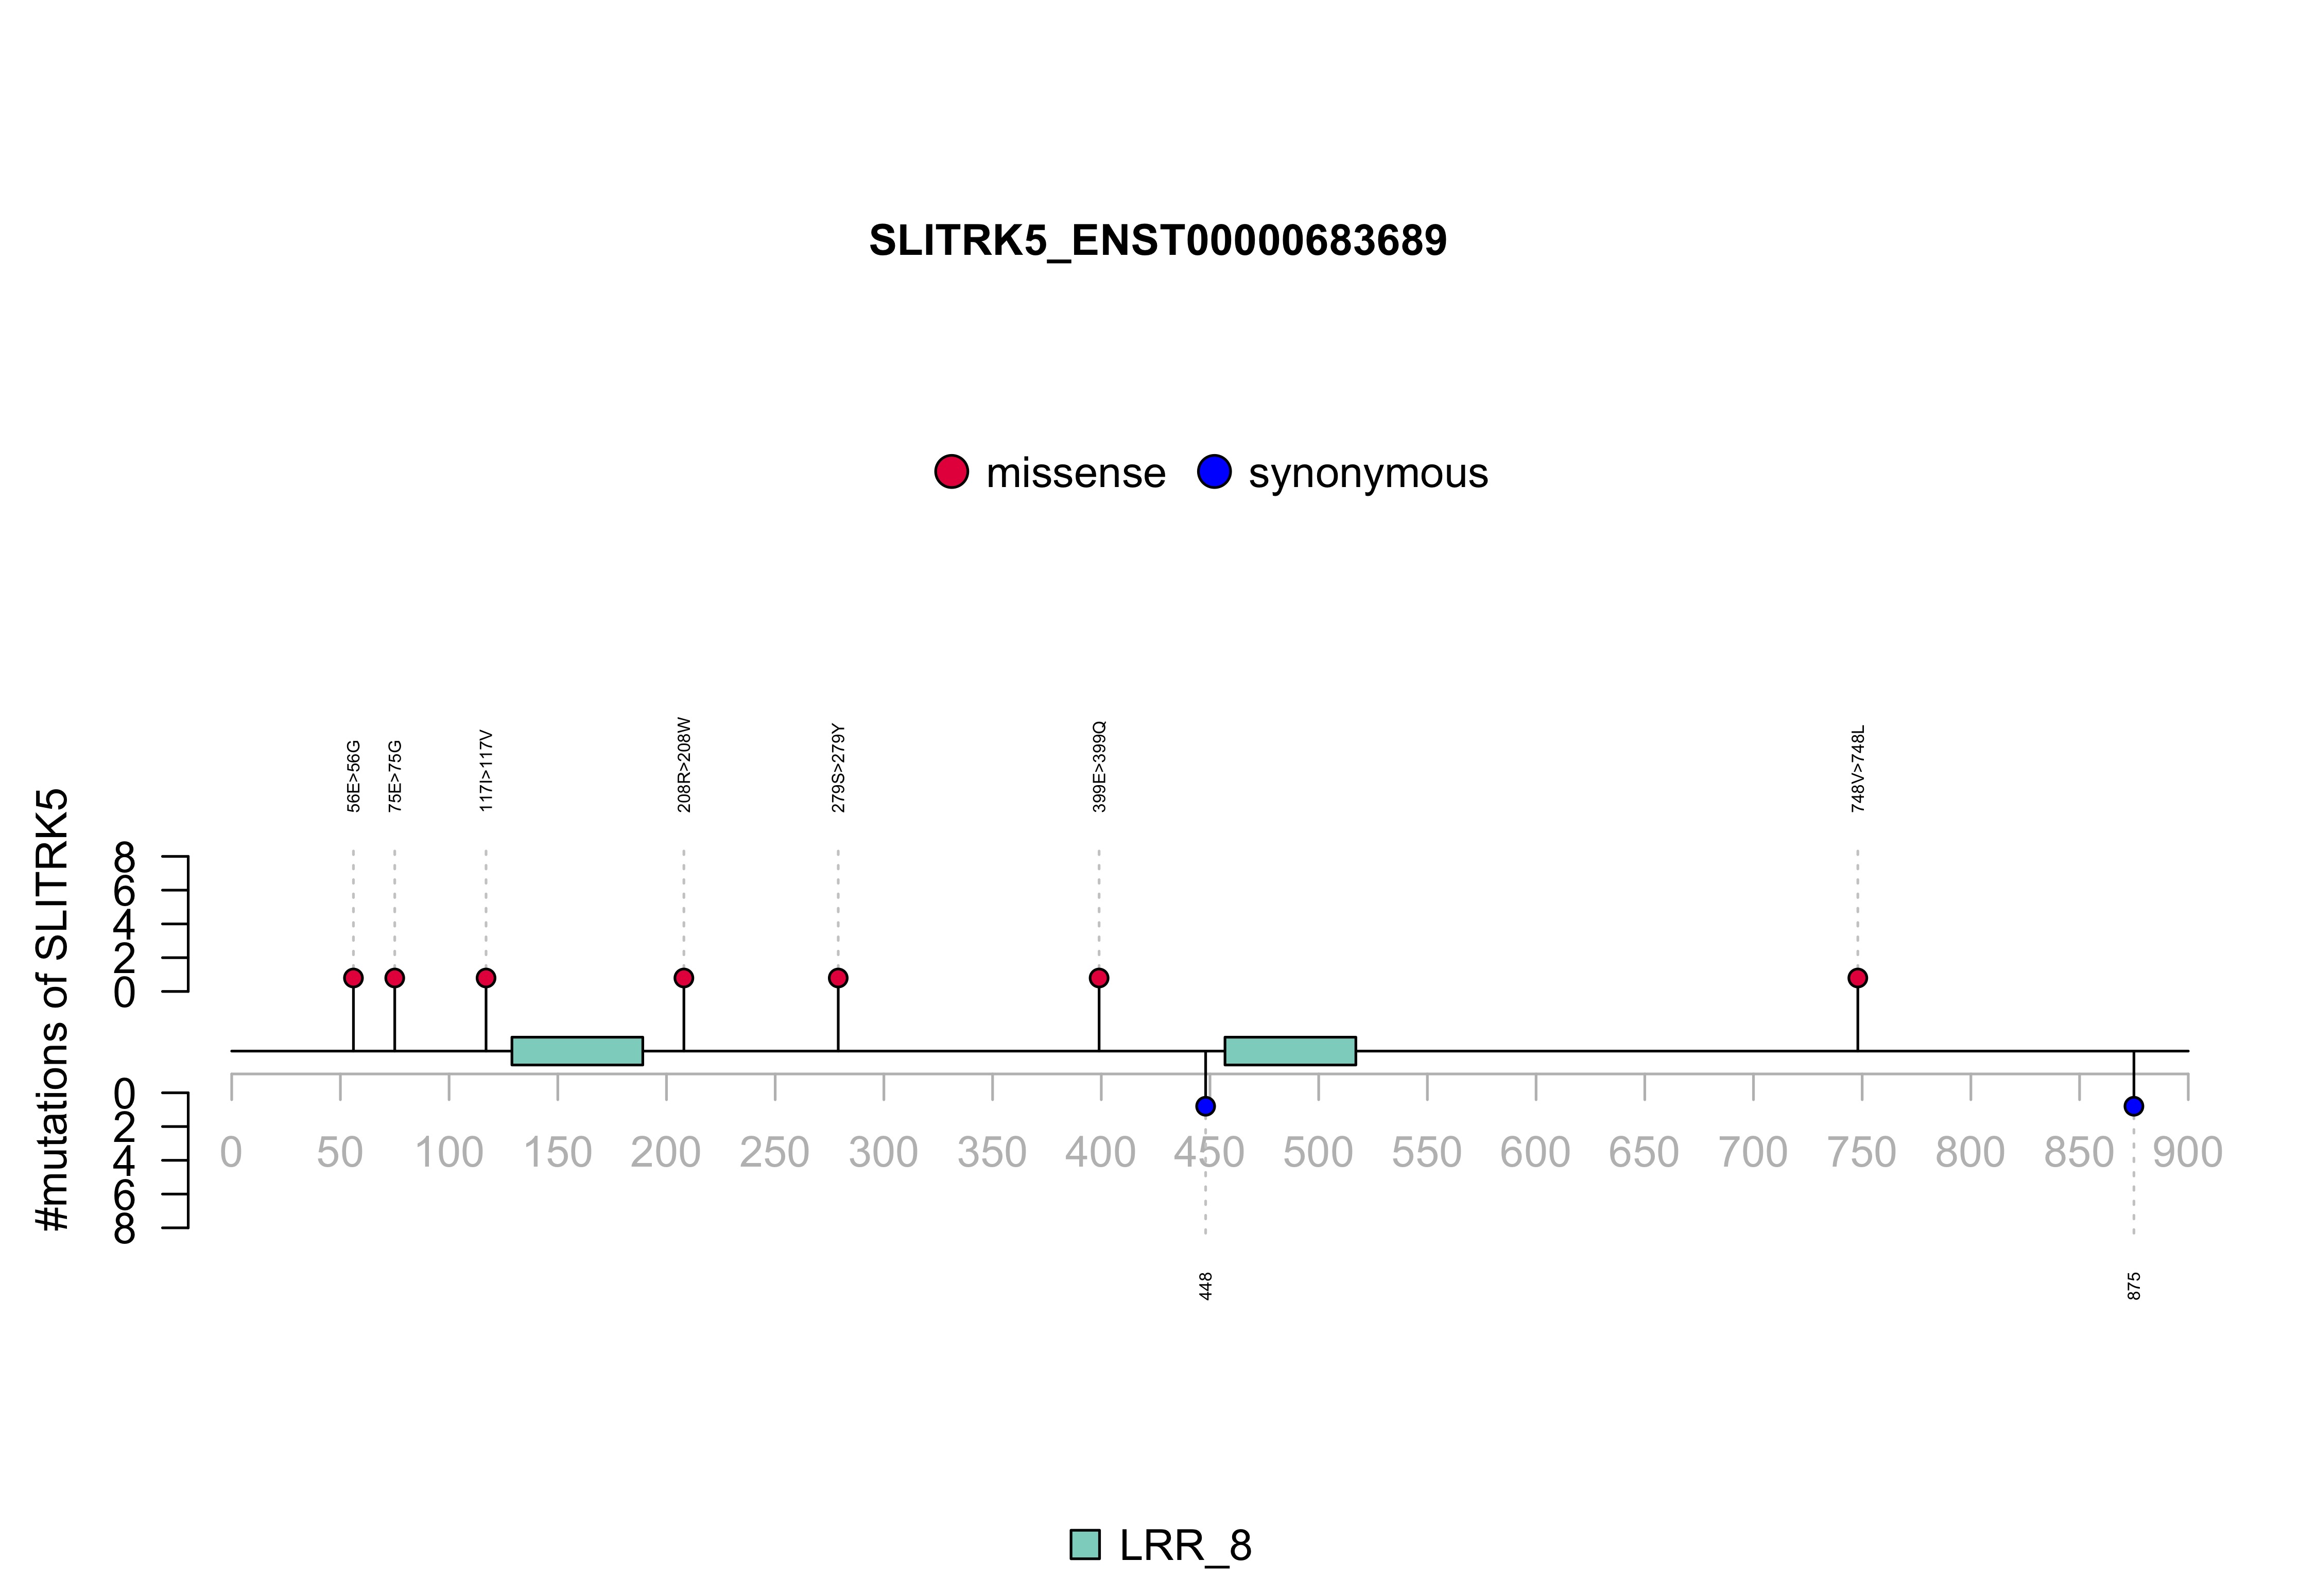 SLITRK5_ENST00000683689
missense synonymous
56E>56G
75E>75G
117I>117V
208R>208W
279S>279Y
399E>399Q
748V>748L
#mutations of SLITRK5
8
6
4
2
0
0
2
4
6
8
0 50 100 150 200 250 300 350 400 450 500 550 600 650 700 750 800 850 900
448
875
LRR_8